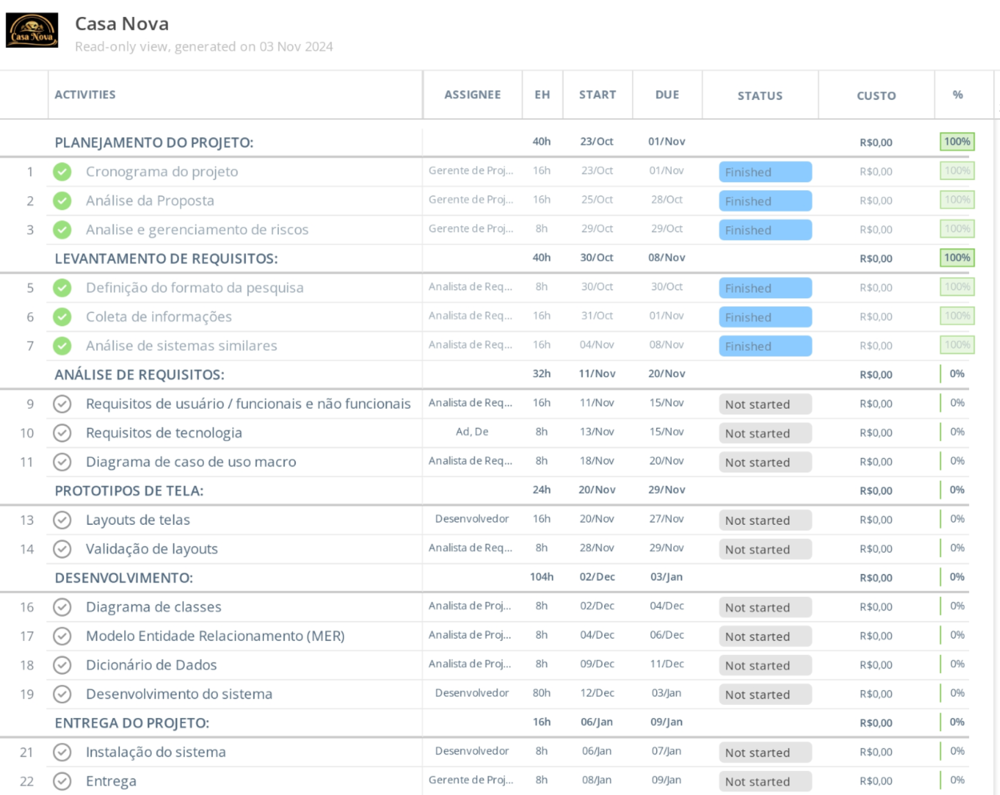 Casa Nova
Casa Nova
Read-only view, generated on 03 Nov 2024
ACTIVITIES ASSIGNEE EH START DUE STATUS CUSTO %
PLANEJAMENTO DO PROJETO: 40h 23/Oct 01/Nov R$0,00 100%
1 Cronograma do projeto Gerente de Proj... 16h 23/Oct 01/Nov Finished R$0,00 100%
2 Análise da Proposta Gerente de Proj... 16h 25/Oct 28/Oct Finished R$0,00 100%
3 Analise e gerenciamento de riscos Gerente de Proj... 8h 29/Oct 29/Oct Finished R$0,00 100%
LEVANTAMENTO DE REQUISITOS: 40h 30/Oct 08/Nov R$0,00 100%
5 Definição do formato da pesquisa Analista de Req... 8h 30/Oct 30/Oct Finished R$0,00 100%
6 Coleta de informações Analista de Req... 16h 31/Oct 01/Nov Finished R$0,00 100%
7 Análise de sistemas similares Analista de Req... 16h 04/Nov 08/Nov Finished R$0,00 100%
ANÁLISE DE REQUISITOS: 32h 11/Nov 20/Nov R$0,00 0%
9 Requisitos de usuário / funcionais e não funcionais Analista de Req... 16h 11/Nov 15/Nov Not started R$0,00 0%
10 Requisitos de tecnologia Ad, De 8h 13/Nov 15/Nov Not started R$0,00 0%
11 Diagrama de caso de uso macro Analista de Req... 8h 18/Nov 20/Nov Not started R$0,00 0%
PROTOTIPOS DE TELA: 24h 20/Nov 29/Nov R$0,00 0%
13 Layouts de telas Desenvolvedor 16h 20/Nov 27/Nov Not started R$0,00 0%
14 Validação de layouts Analista de Req... 8h 28/Nov 29/Nov Not started R$0,00 0%
DESENVOLVIMENTO: 104h 02/Dec 03/Jan R$0,00 0%
16 Diagrama de classes Analista de Proj... 8h 02/Dec 04/Dec Not started R$0,00 0%
17 Modelo Entidade Relacionamento (MER) Analista de Proj... 8h 04/Dec 06/Dec Not started R$0,00 0%
18 Dicionário de Dados Analista de Proj... 8h 09/Dec 11/Dec Not started R$0,00 0%
19 Desenvolvimento do sistema Desenvolvedor 80h 12/Dec 03/Jan Not started R$0,00 0%
ENTREGA DO PROJETO: 16h 06/Jan 09/Jan R$0,00 0%
21 Instalação do sistema Desenvolvedor 8h 06/Jan 07/Jan Not started R$0,00 0%
22 Entrega Gerente de Proj... 8h 08/Jan 09/Jan Not started R$0,00 0%